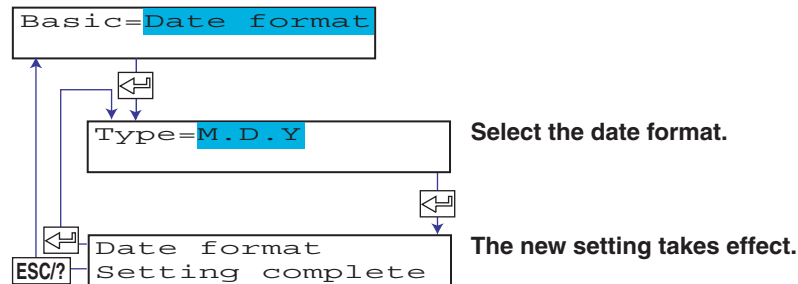 Basic=Date format
Type=M.D.Y
Select the date format.
Date format
Setting complete
The new setting takes effect.
ESC/?